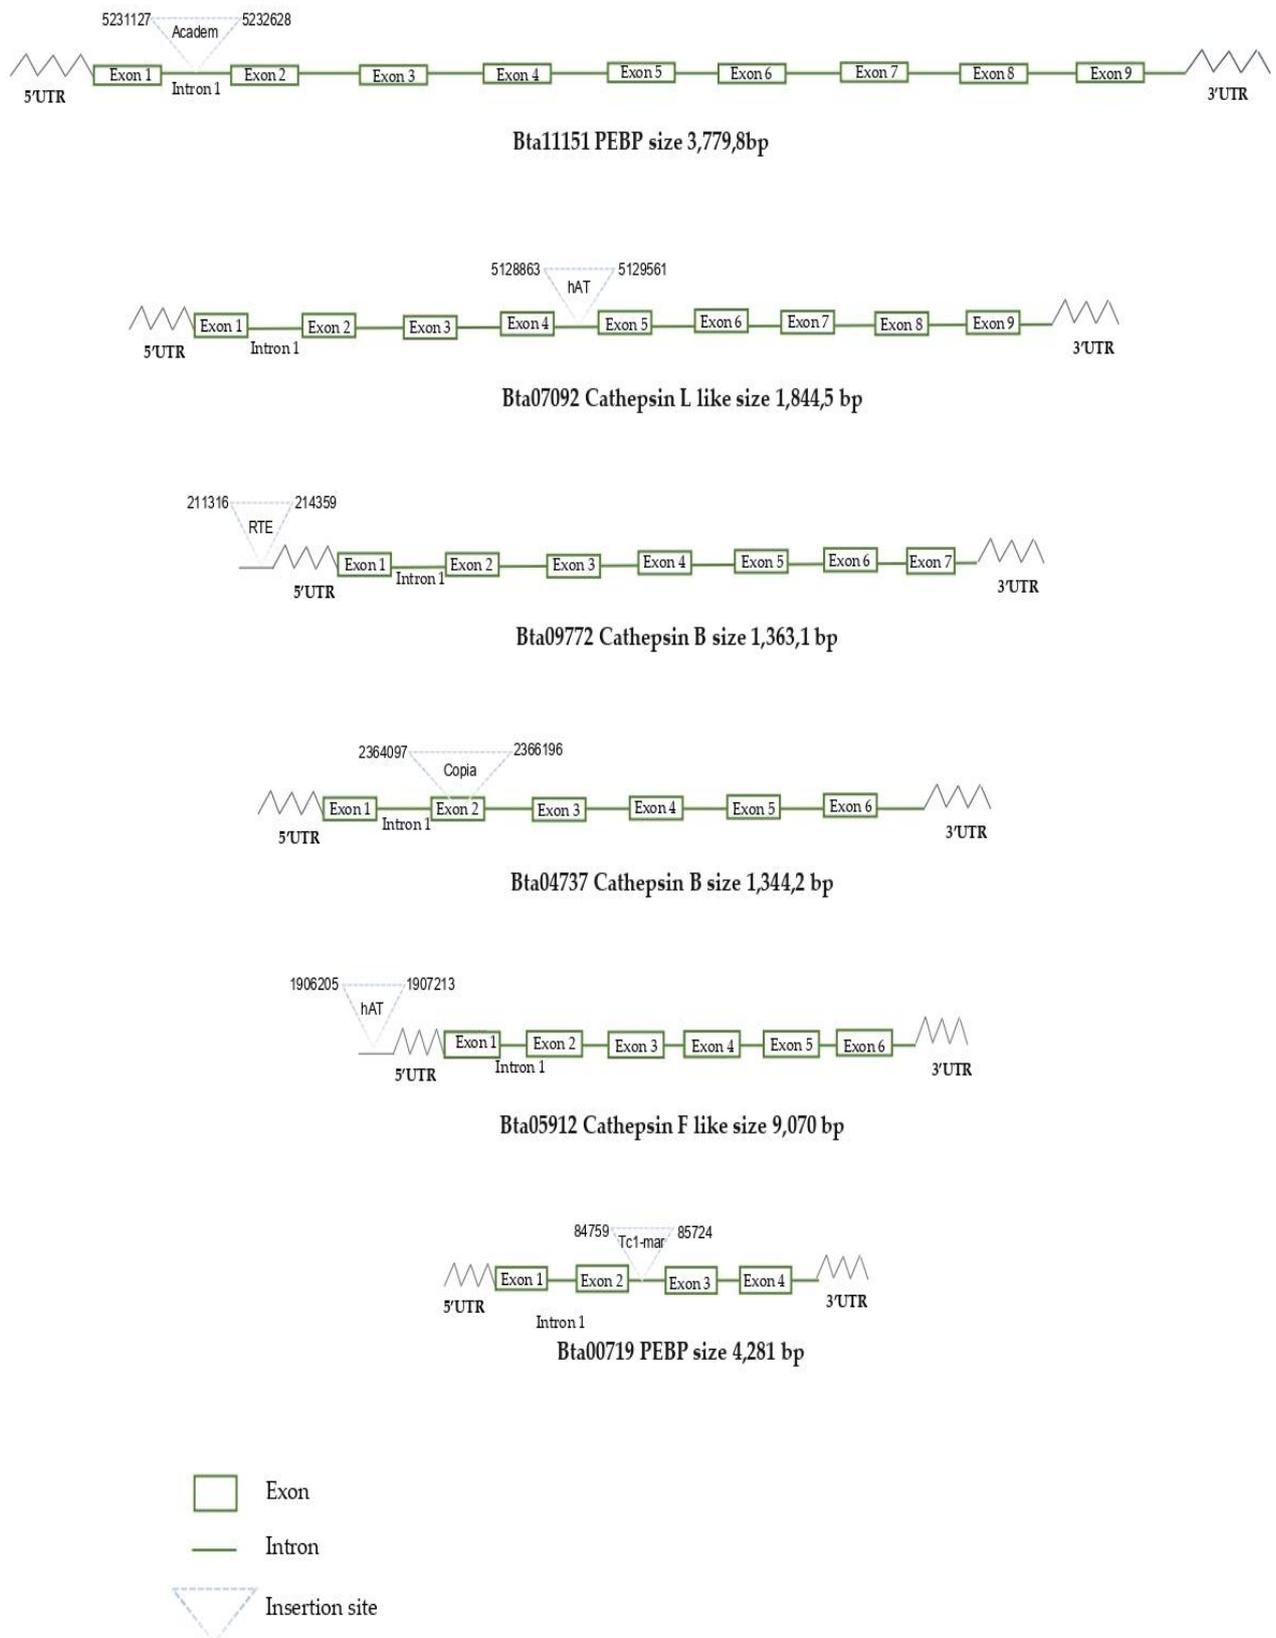 5231127 Academ 5232628
Exon 1 Exon 2 Exon 3 Exon 4 Exon 5 Exon 6 Exon 7 Exon 8 Exon 9
5'UTR Intron 1 3'UTR
Bta11151 PEBP size 3,779,8bp
5128863 hAT 5129561
Exon 1 Exon 2 Exon 3 Exon 4 Exon 5 Exon 6 Exon 7 Exon 8 Exon 9
5'UTR Intron 1 3'UTR
Bta07092 Cathepsin L like size 1,844,5 bp
211316 RTE 214359
Exon 1 Exon 2 Exon 3 Exon 4 Exon 5 Exon 6 Exon 7
5'UTR Intron 1 3'UTR
Bta09772 Cathepsin B size 1,363,1 bp
2364097 Copia 2366196
Exon 1 Exon 2 Exon 3 Exon 4 Exon 5 Exon 6
5'UTR Intron 1 3'UTR
Bta04737 Cathepsin B size 1,344,2 bp
1906205 hAT 1907213
Exon 1 Exon 2 Exon 3 Exon 4 Exon 5 Exon 6
5'UTR Intron 1 3'UTR
Bta05912 Cathepsin F like size 9,070 bp
84759 Tc1-mar 85724
Exon 1 Exon 2 Exon 3 Exon 4
5'UTR 3'UTR
Intron 1
Bta00719 PEBP size 4,281 bp
Exon
Intron
Insertion site